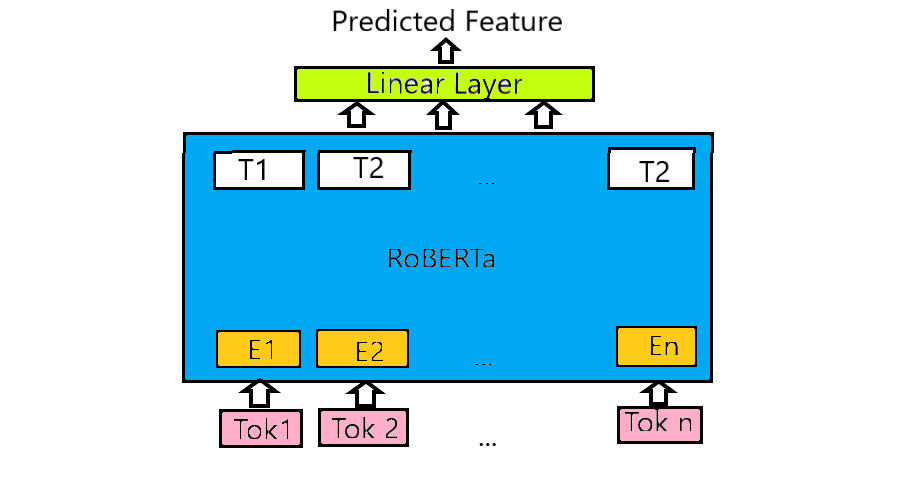 Predicted Feature
Linear Layer
T1 T2 ... T2
RoBERTa
E1 E2 ... En
Tok1 Tok 2 ... Tok n